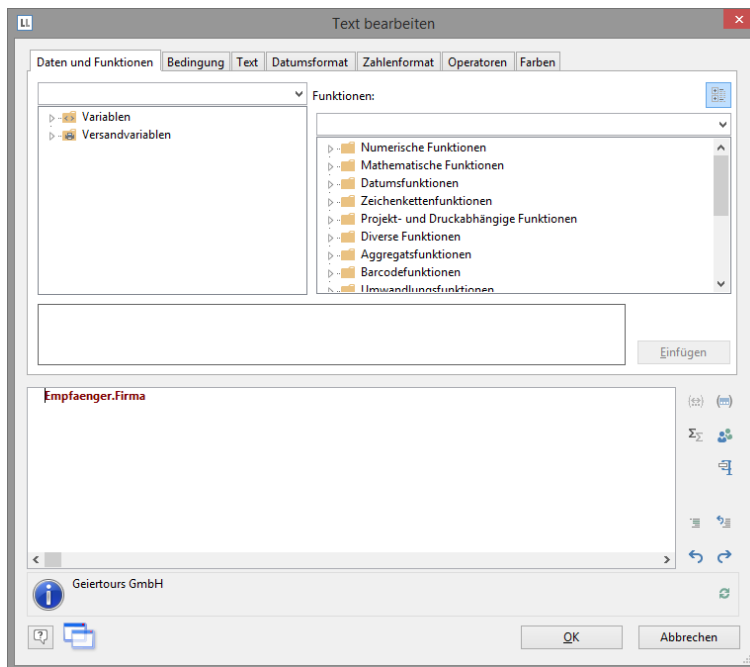 LL
Text bearbeiten
Daten und Funktionen Bedingung Text Datumsformat Zahlenformat Operatoren Farben
Funktionen:
Variablen
Versandvariablen
Numerische Funktionen
Mathematische Funktionen
Datumsfunktionen
Zeichenkettenfunktionen
Projekt- und Druckabhängige Funktionen
Diverse Funktionen
Aggregatsfunktionen
Barcodefunktionen
Umwandlungsfunktionen
Einfügen
Empfaenger.Firma
Geiertours GmbH
OK Abbrechen